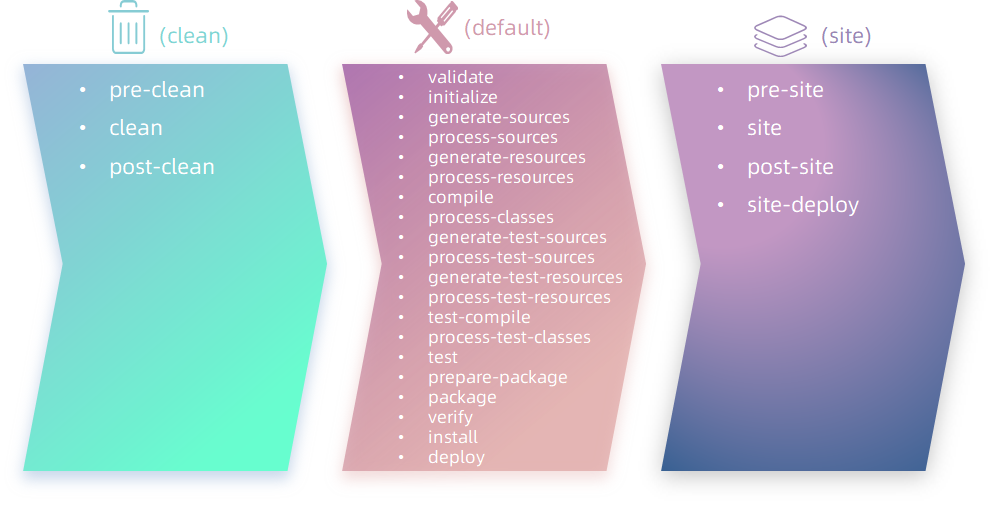 (clean)
• pre-clean
• clean
• post-clean
(default)
• validate
• initialize
• generate-sources
• process-sources
• generate-resources
• process-resources
• compile
• process-classes
• generate-test-sources
• process-test-sources
• generate-test-resources
• process-test-resources
• test-compile
• process-test-classes
• test
• prepare-package
• package
• verify
• install
• deploy
(site)
• pre-site
• site
• post-site
• site-deploy